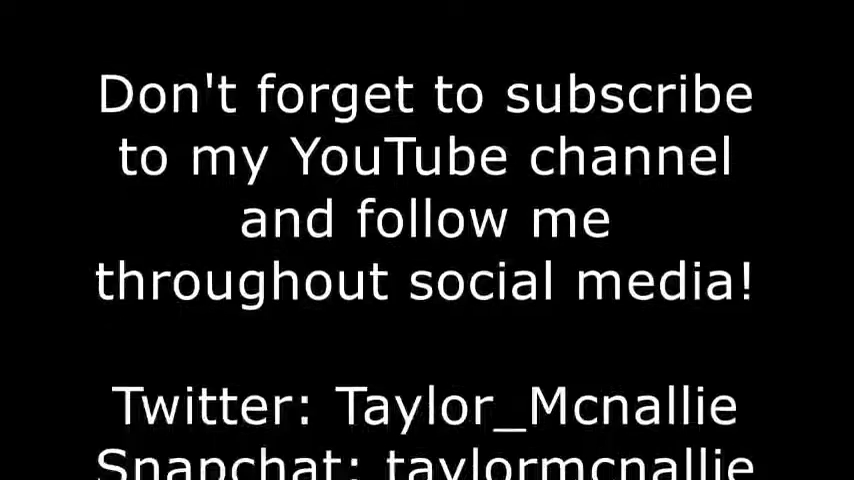 Don't forget to subscribe
to my YouTube channel
and follow me
throughout social media!
Twitter: Taylor_Mcnallie
Snapchat: taylormcnallie